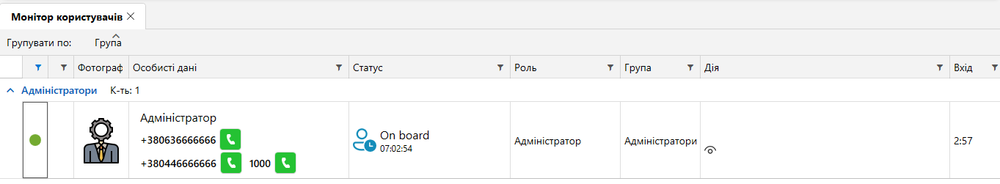 Монітор користувачів
Групувати по: Група
Фотограф Особисті дані Статус Роль Група Дія Вхід
Адміністратори К-ть: 1
Адміністратор
+380636666666
+380446666666 1000
On board
07:02:54
Адміністратор
Адміністратори
2:57